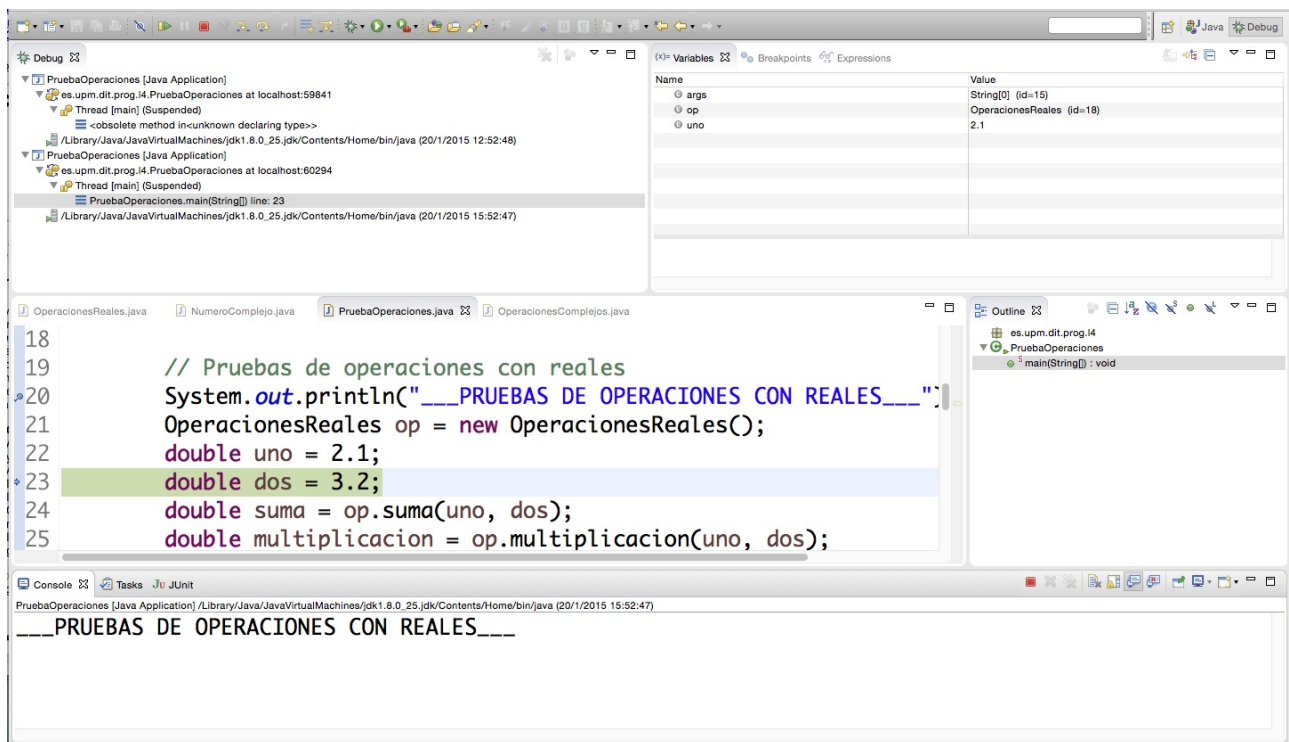 Java Debug
Debug
PruebaOperaciones [Java Application]
es.upm.dit.prog.l4.PruebaOperaciones at localhost:59841
Thread [main] (Suspended)
<obsolete method in<unknown declaring type>>
/Library/Java/JavaVirtualMachines/jdk1.8.0_25.jdk/Contents/Home/bin/java (20/1/2015 12:52:48)
PruebaOperaciones [Java Application]
es.upm.dit.prog.l4.PruebaOperaciones at localhost:60294
Thread [main] (Suspended)
PruebaOperaciones.main(String[]) line: 23
/Library/Java/JavaVirtualMachines/jdk1.8.0_25.jdk/Contents/Home/bin/java (20/1/2015 15:52:47)
(x)= Variables Breakpoints Expressions
Name Value
args String[0] (id=15)
op OperacionesReales (id=18)
uno 2.1
OperacionesReales.java NumeroComplejo.java PruebaOperaciones.java OperacionesComplejos.java
18
19 // Pruebas de operaciones con reales
20 System.out.println("___PRUEBAS DE OPERACIONES CON REALES___")
21 OperacionesReales op = new OperacionesReales();
22 double uno = 2.1;
23 double dos = 3.2;
24 double suma = op.suma(uno, dos);
25 double multiplicacion = op.multiplicacion(uno, dos);
Outline
es.upm.dit.prog.l4
PruebaOperaciones
main(String[]) : void
Console Tasks JUnit
PruebaOperaciones [Java Application] /Library/Java/JavaVirtualMachines/jdk1.8.0_25.jdk/Contents/Home/bin/java (20/1/2015 15:52:47)
___PRUEBAS DE OPERACIONES CON REALES___